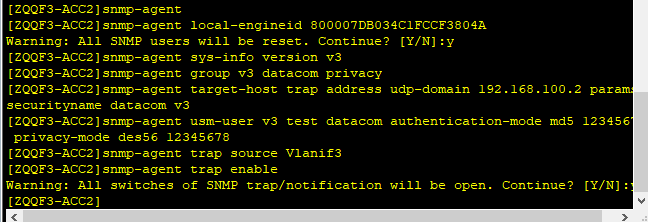 [ZQQF3-ACC2]snmp-agent
[ZQQF3-ACC2]snmp-agent local-engineid 800007DB034C1FCCF3804A
Warning: All SNMP users will be reset. Continue? [Y/N]:y
[ZQQF3-ACC2]snmp-agent sys-info version v3
[ZQQF3-ACC2]snmp-agent group v3 datacom privacy
[ZQQF3-ACC2]snmp-agent target-host trap address udp-domain 192.168.100.2 params
securityname datacom v3
[ZQQF3-ACC2]snmp-agent usm-user v3 test datacom authentication-mode md5 1234567
privacy-mode des56 12345678
[ZQQF3-ACC2]snmp-agent trap source Vlanif3
[ZQQF3-ACC2]snmp-agent trap enable
Warning: All switches of SNMP trap/notification will be open. Continue? [Y/N]:y
[ZQQF3-ACC2]